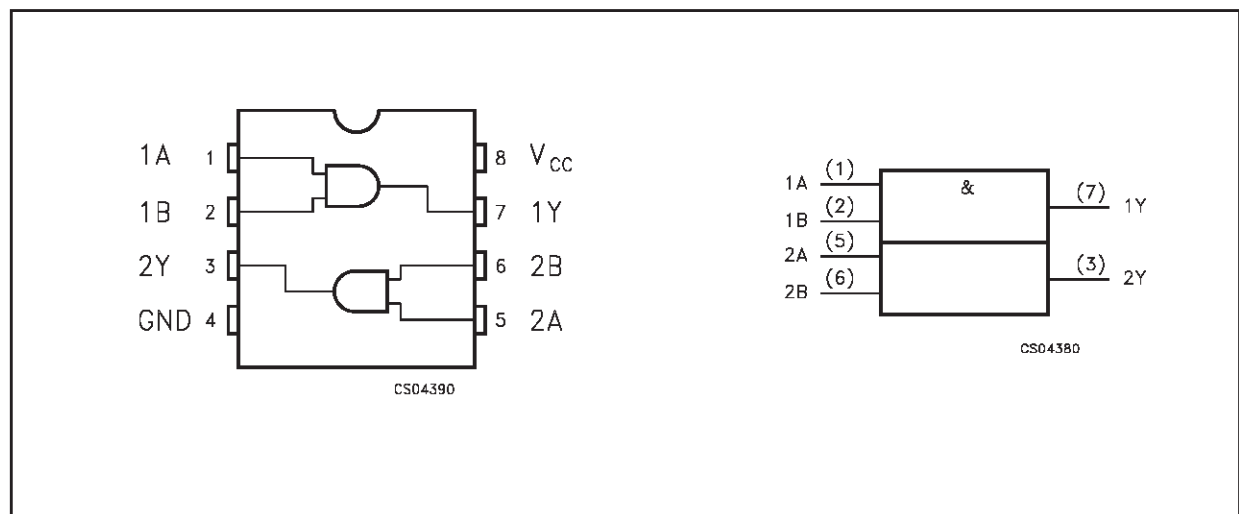 1A 1 8 VCC
1B 2 7 1Y
2Y 3 6 2B
GND 4 5 2A
CS04390
&
1A (1)
1B (2)
2A (5)
2B (6)
(7) 1Y
(3) 2Y
CS04380